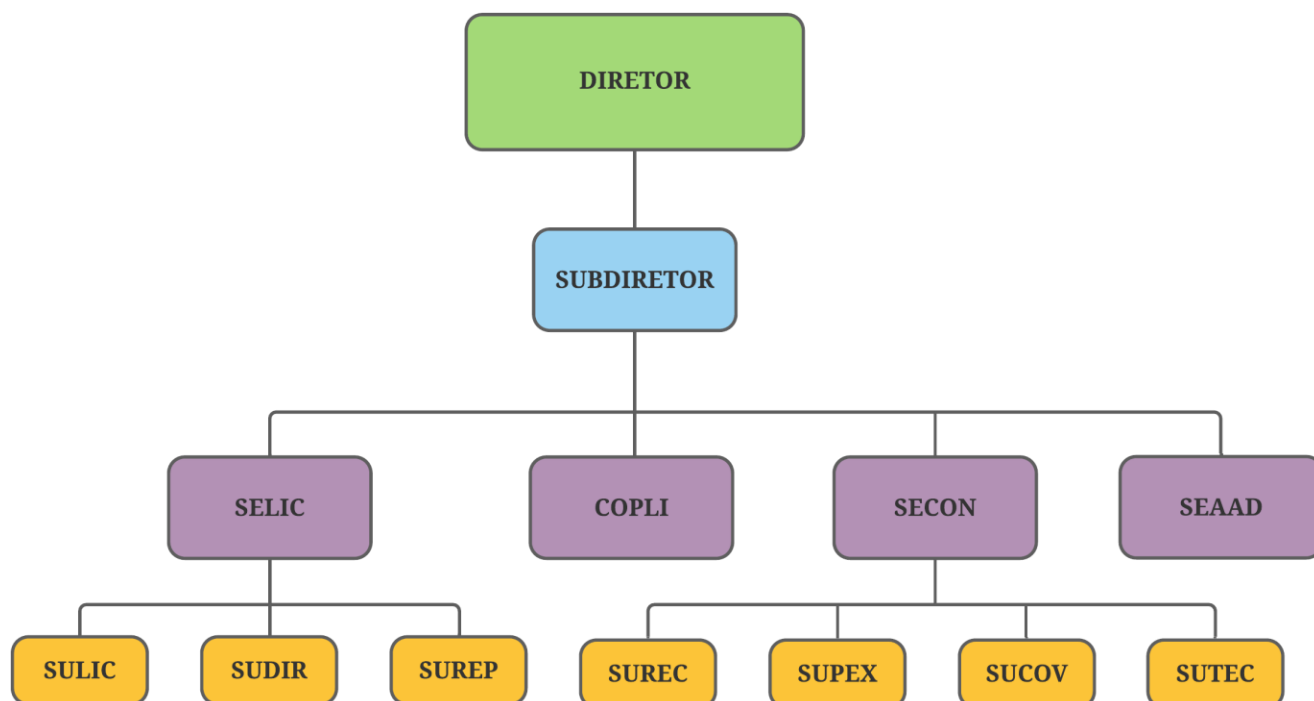 DIRETOR
SUBDIRETOR
SELIC
COPLI
SECON
SEAAD
SULIC
SUDIR
SUREP
SUREC
SUPEX
SUCOV
SUTEC